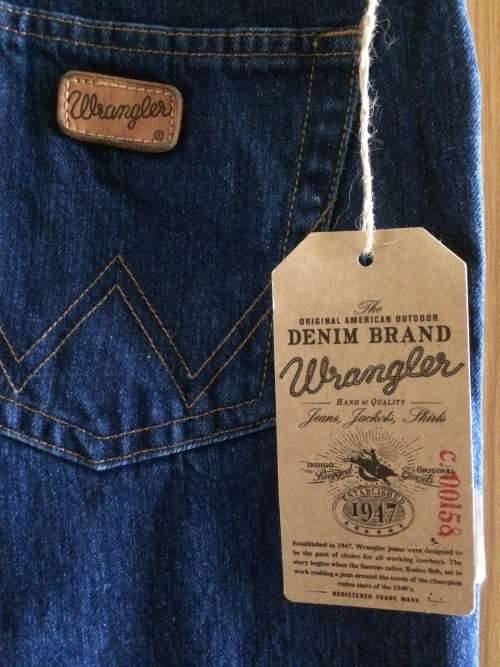 Wrangler
®
The
ORIGINAL AMERICAN OUTDOOR
DENIM BRAND
Wrangler
HAND of QUALITY
Jeans, Jackets, Shirts
INDIGO Rugged Goods ORIGINAL
ESTABLISHED
1947
c.00158
Established in 1947, Wrangler jeans were designed to
be the pant of choice for all working cowboys. The
story begins when the famous tailor, Rodeo Ben, set to
work making a jean around the needs of the champion
rodeo stars of the 1940's.
REGISTERED TRADE MARK